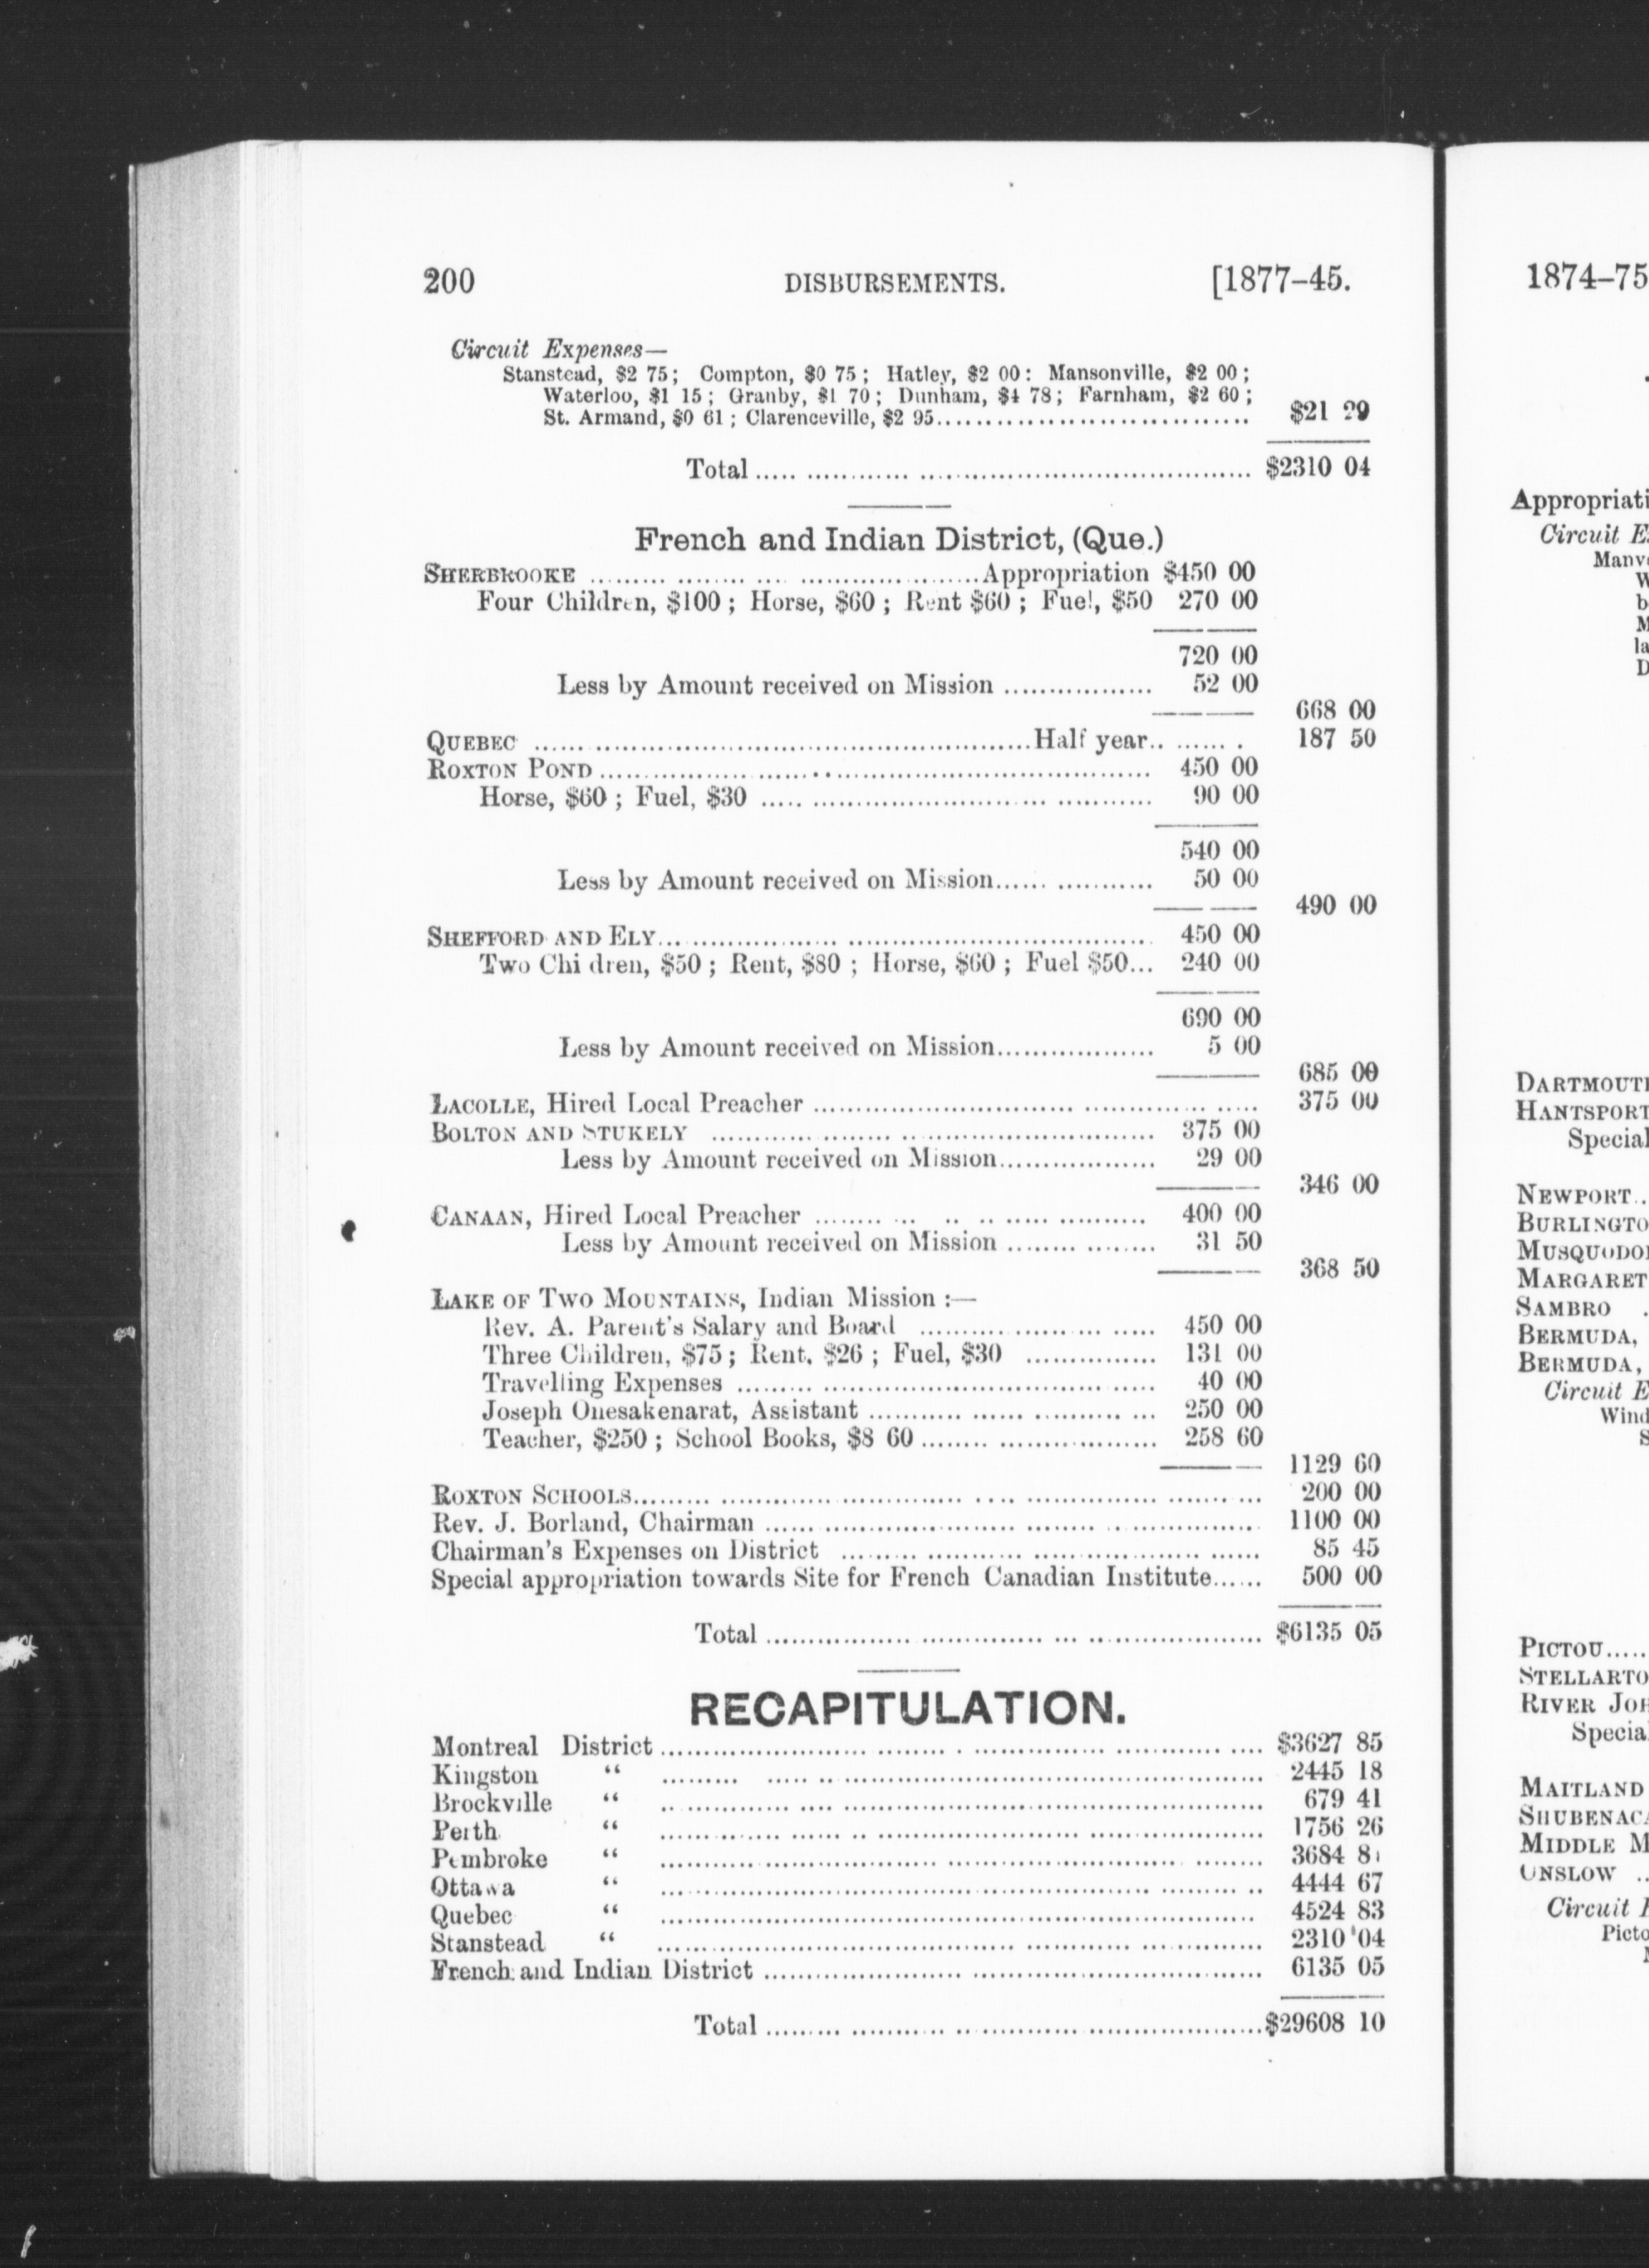 200 DISBURSEMENTS. [1877–45.
Circuit Expenses—
Stanstead, $2 75; Compton, $0 75; Hatley, $2 00: Mansonville, $2 00;
Waterloo, $1 15; Granby, $1 70; Dunham, $4 78; Farnham, $2 60;
St. Armand, $0 61; Clarenceville, $2 95.............................. $21 29
Total .................................................. $2310 04
French and Indian District, (Que.)
SHERBROOKE ........................................Appropriation $450 00
Four Children, $100; Horse, $60; Rent $60; Fuel, $50 270 00
720 00
Less by Amount received on Mission ................. 52 00
668 00
QUEBEC ..................................................Half year.......... 187 50
ROXTON POND .................................................. 450 00
Horse, $60; Fuel, $30 ........................................ 90 00
540 00
Less by Amount received on Mission.................. 50 00
490 00
SHEFFORD AND ELY.................................................. 450 00
Two Chi dren, $50; Rent, $80; Horse, $60; Fuel $50... 240 00
690 00
Less by Amount received on Mission.................. 5 00
685 00
LACOLLE, Hired Local Preacher .................................................. 375 00
BOLTON AND STUKELY .................................................. 375 00
Less by Amount received on Mission.................. 29 00
346 00
CANAAN, Hired Local Preacher .............................. 400 00
Less by Amount received on Mission ................ 31 50
368 50
LAKE OF TWO MOUNTAINS, Indian Mission :—
Rev. A. Parent's Salary and Board ........................... 450 00
Three Children, $75; Rent, $26; Fuel, $30 ............... 131 00
Travelling Expenses .................................................. 40 00
Joseph Onesakenarat, Assistant .............................. 250 00
Teacher, $250; School Books, $8 60 ........................... 258 60
1129 60
ROXTON SCHOOLS.................................................. 200 00
Rev. J. Borland, Chairman .................................................. 1100 00
Chairman's Expenses on District .................................................. 85 45
Special appropriation towards Site for French Canadian Institute...... 500 00
Total .................................................. $6135 05
RECAPITULATION.
Montreal District .................................................. $3627 85
Kingston " .................................................. 2445 18
Brockville " .................................................. 679 41
Perth " .................................................. 1756 26
Pembroke " .................................................. 3684 81
Ottawa " .................................................. 4444 67
Quebec " .................................................. 4524 83
Stanstead " .................................................. 2310 04
French and Indian District .................................................. 6135 05
Total ..................................................$29608 10
1874–75
Appropriati
Circuit E
Manv
W
b
M
la
D
DARTMOUTH
HANTSPORT
Special
NEWPORT..
BURLINGTO
MUSQUODO
MARGARET
SAMBRO .
BERMUDA,
BERMUDA,
Circuit E
Wind
S
PICTOU.....
STELLARTO
RIVER JOH
Specia
MAITLAND
SHUBENAC
MIDDLE M
ONSLOW ..
Circuit
Picto